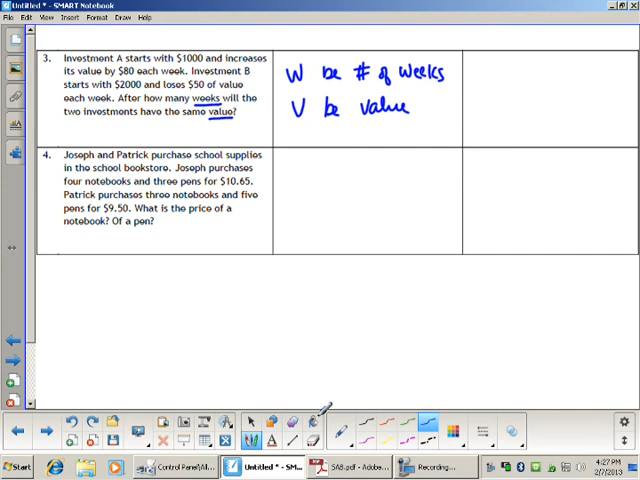 Untitled * - SMART Notebook
File Edit View Insert Format Draw Help
3. Investment A starts with $1000 and increases
its value by $80 each week. Investment B
starts with $2000 and loses $50 of value
each week. After how many weeks will the
two investments have the same value?
W be # of weeks
V be value
4. Joseph and Patrick purchase school supplies
in the school bookstore. Joseph purchases
four notebooks and three pens for $10.65.
Patrick purchases three notebooks and five
pens for $9.50. What is the price of a
notebook? Of a pen?
Start
Control Panel/All...
Untitled * - SM...
SAB.pdf - Adobe...
Recording...
4:27 PM
2/7/2013